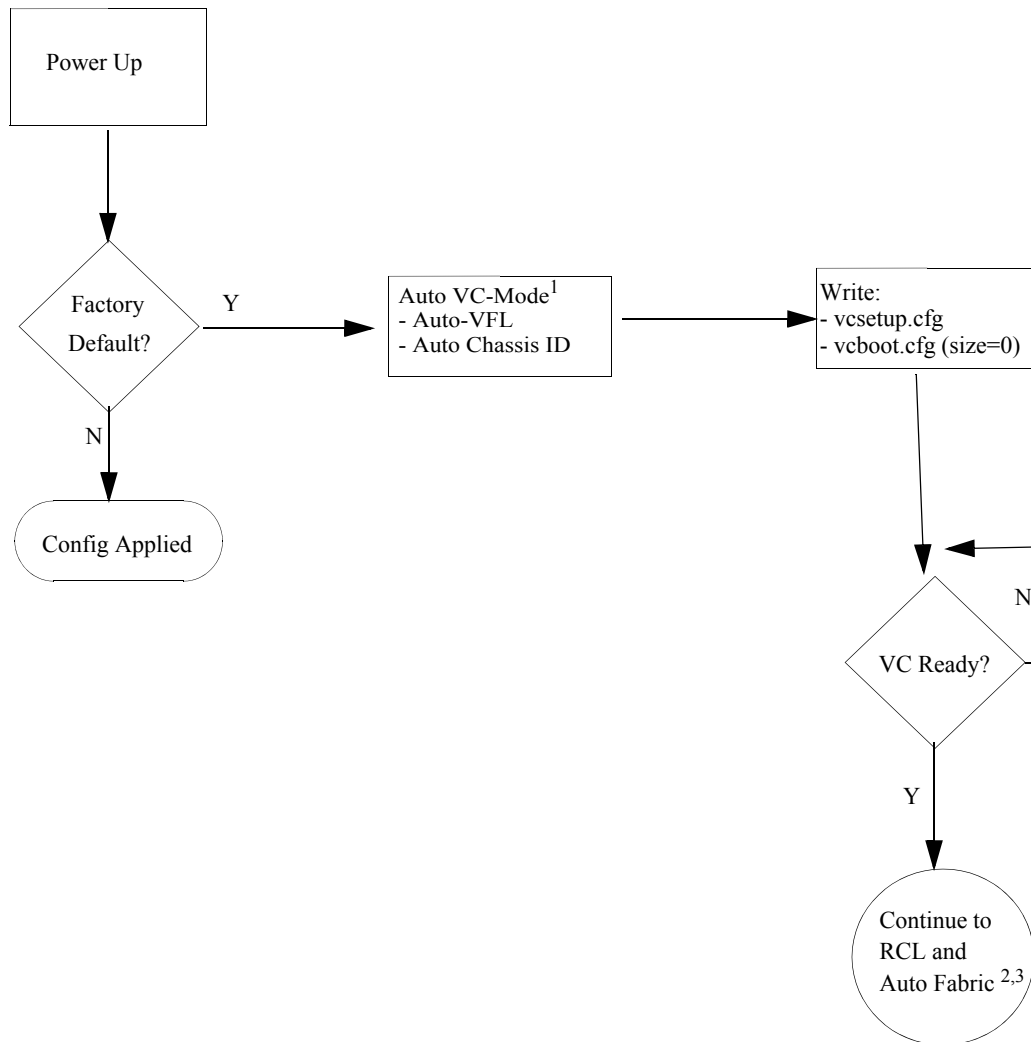 Power Up
Factory
Default?
Y
Auto VC-Mode1
- Auto-VFL
- Auto Chassis ID
Write:
- vcsetup.cfg
- vcboot.cfg (size=0)
N
Config Applied
N
VC Ready?
Y
Continue to
RCL and
Auto Fabric 2,3